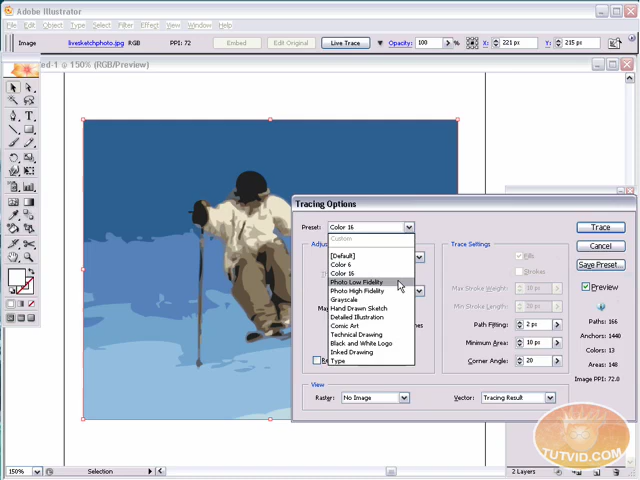 Adobe Illustrator
File Edit Object Type Select Filter Effect View Window Help
Image livesketchphoto.jpg RGB PPI: 72 Embed Edit Original Live Trace Opacity: 100 % X: 221 px Y: 215 px
ed-1 @ 150% (RGB/Preview)
Tracing Options
Preset: Color 16
Custom
[Default]
Color 6
Color 16
Photo Low Fidelity
Photo High Fidelity
Grayscale
Hand Drawn Sketch
Detailed Illustration
Comic Art
Technical Drawing
Black and White Logo
Inked Drawing
Type
Trace Settings
Fills
Strokes
Max Stroke Weight: 10 px
Min Stroke Length: 20 px
Path Fitting: 2 px
Minimum Area: 10 px
Corner Angle: 20
Trace
Cancel
Save Preset...
Preview
Paths: 166
Anchors: 1440
Colors: 13
Areas: 148
Image PPI: 72.0
View
Raster: No Image Vector: Tracing Result
TUTVID.COM
150% Selection 2 Layers